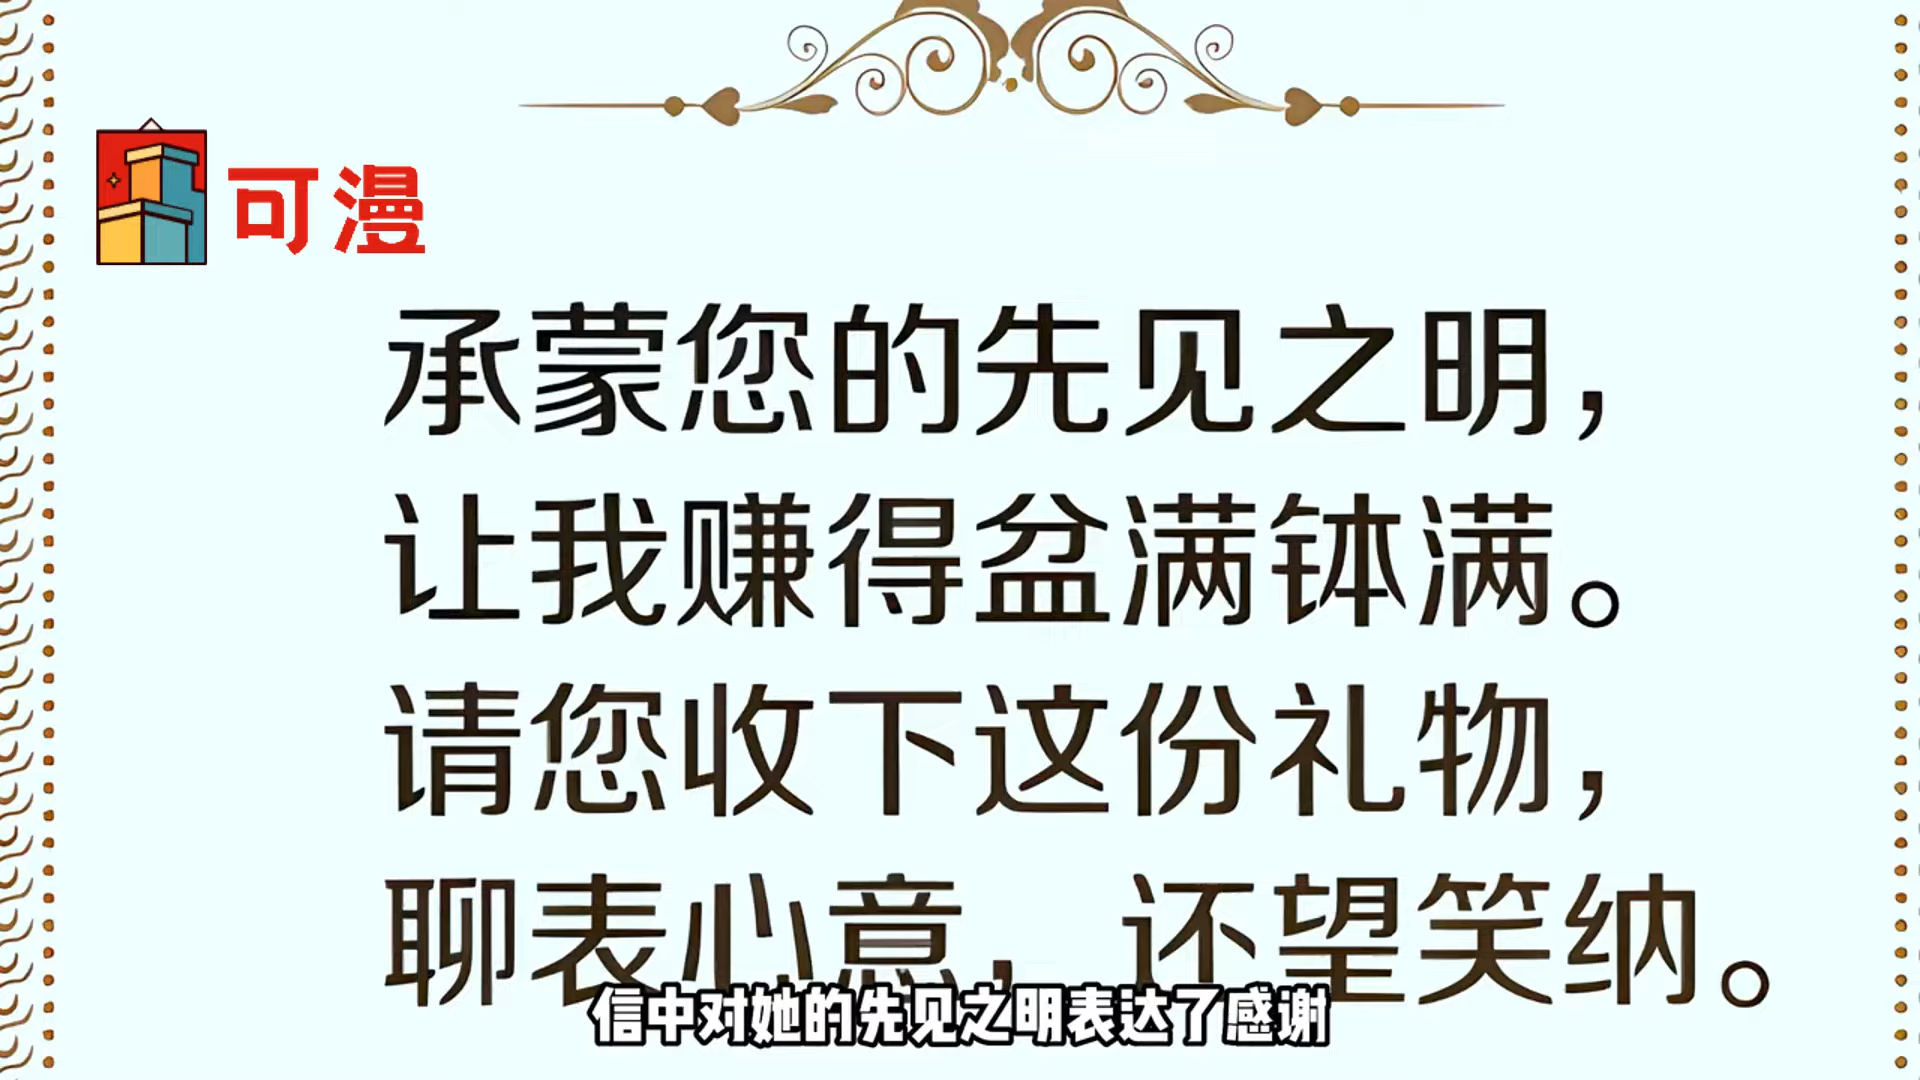 可漫
承蒙您的先见之明，
让我赚得盆满钵满。
请您收下这份礼物，
聊表心意，还望笑纳。
信中对她的先见之明表达了感谢